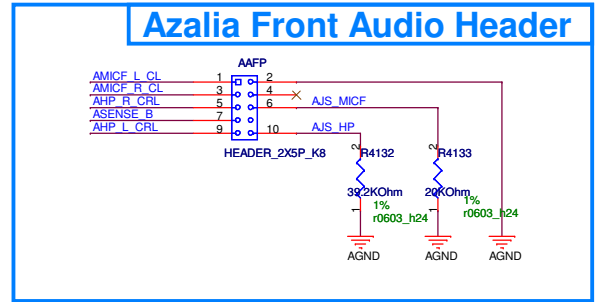 Azalia Front Audio Header
AAFP
AMICF_L_CL 1 2
AMICF_R_CL 3 4
AHP_R_CRL 5 6 AJS_MICF
ASENSE_B 7
AHP_L_CRL 9 10 AJS_HP
HEADER_2X5P_K8
2 R4132 2 R4133
39.2KOhm 20KOhm
1% 1%
r0603_h24 r0603_h24
1 1
AGND AGND AGND